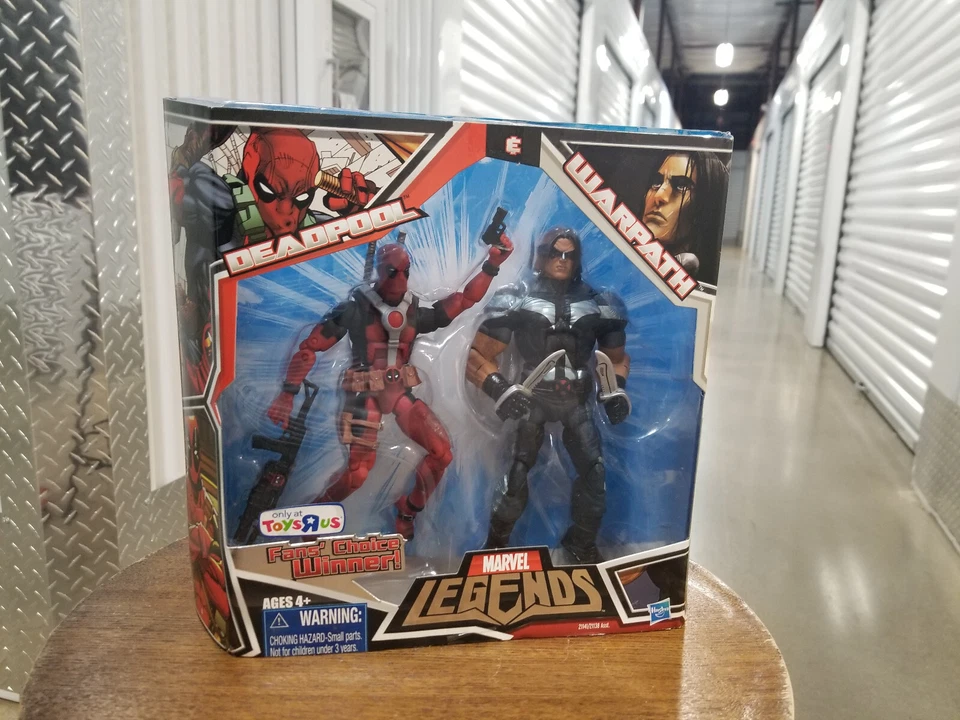 DEADPOOL
&
WARPATH
only at
TOYSRUS
Fans' Choice
Winner!
MARVEL
LEGENDS
AGES 4+
WARNING:
CHOKING HAZARD-Small parts.
Not for children under 3 years.
Hasbro